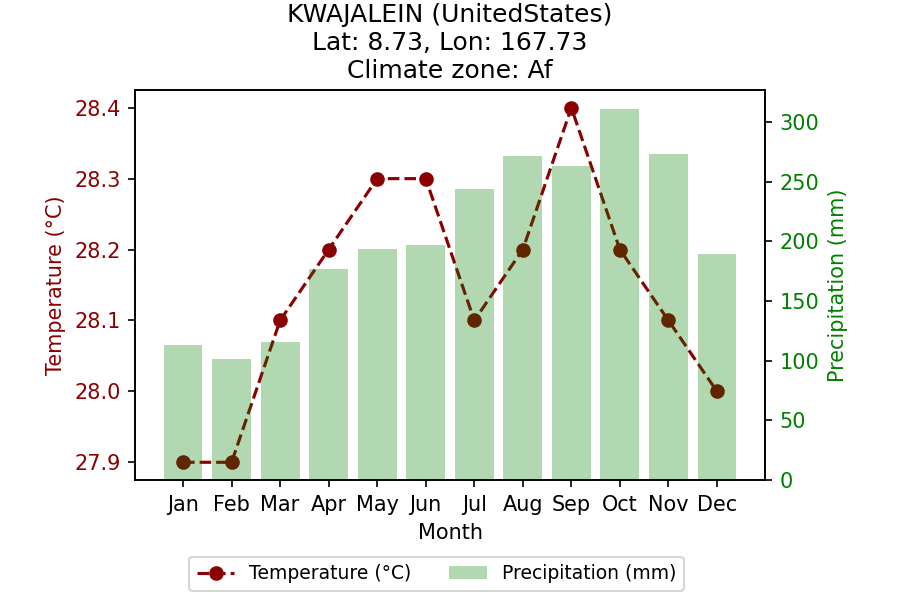 KWAJALEIN (UnitedStates)
Lat: 8.73, Lon: 167.73
Climate zone: Af
28.4
28.3
28.2
28.1
28.0
27.9
Temperature (°C)
300
250
200
150
100
50
0
Precipitation (mm)
Jan Feb Mar Apr May Jun Jul Aug Sep Oct Nov Dec
Month
Temperature (°C) Precipitation (mm)